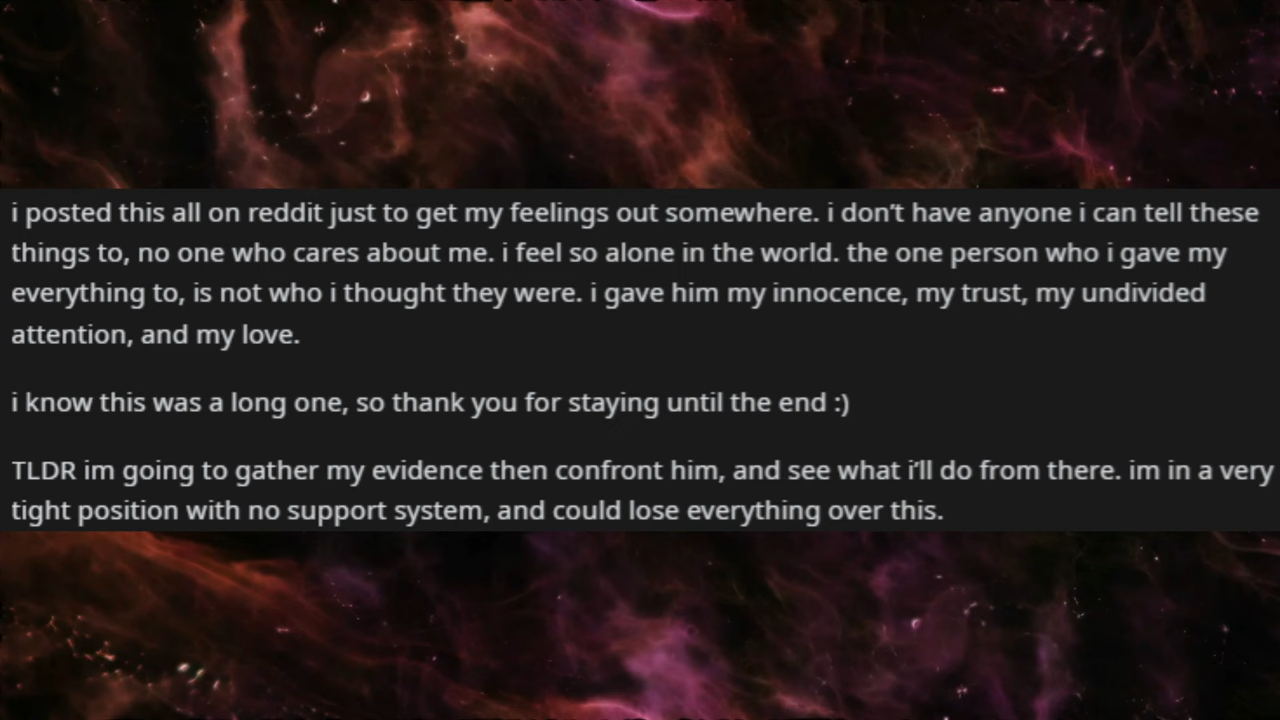 i posted this all on reddit just to get my feelings out somewhere. i don’t have anyone i can tell these
things to, no one who cares about me. i feel so alone in the world. the one person who i gave my
everything to, is not who i thought they were. i gave him my innocence, my trust, my undivided
attention, and my love.
i know this was a long one, so thank you for staying until the end :)
TLDR im going to gather my evidence then confront him, and see what i’ll do from there. im in a very
tight position with no support system, and could lose everything over this.